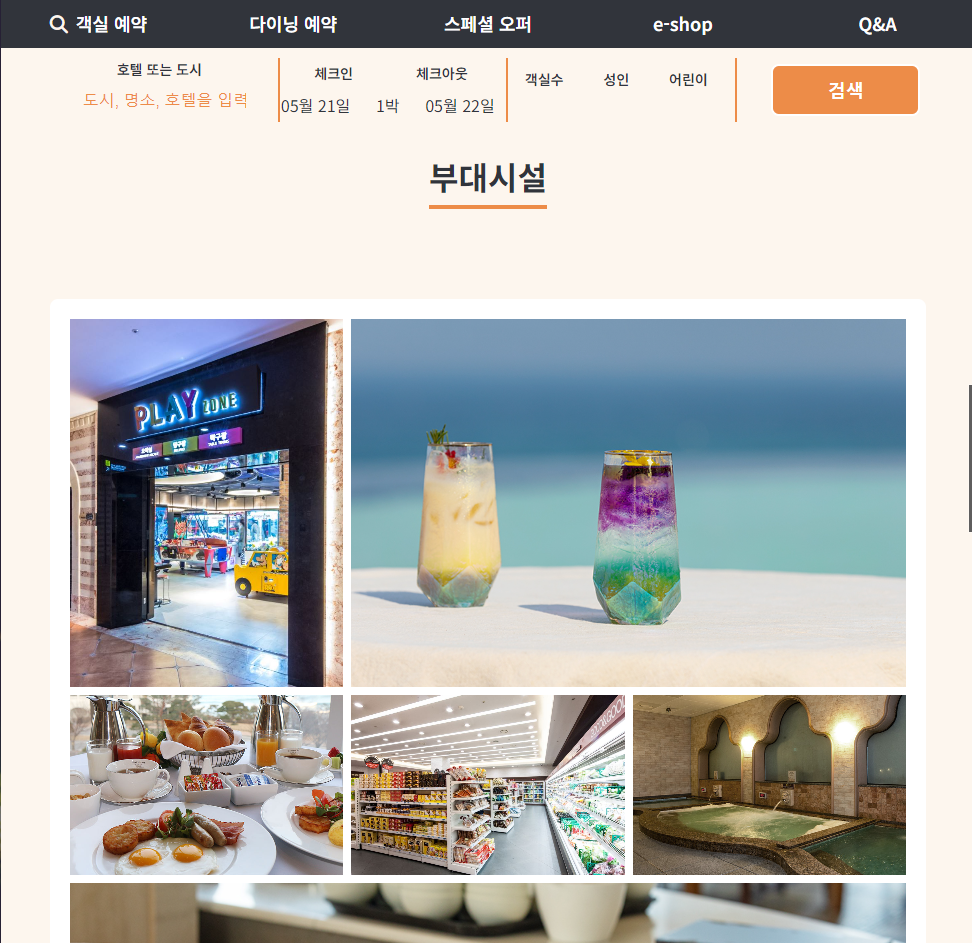 객실 예약 다이닝 예약 스페셜 오퍼 e-shop Q&A
호텔 또는 도시 체크인 체크아웃 객실수 성인 어린이 검색
도시, 명소, 호텔을 입력 05월 21일 1박 05월 22일
부대시설
PLAY ZONE